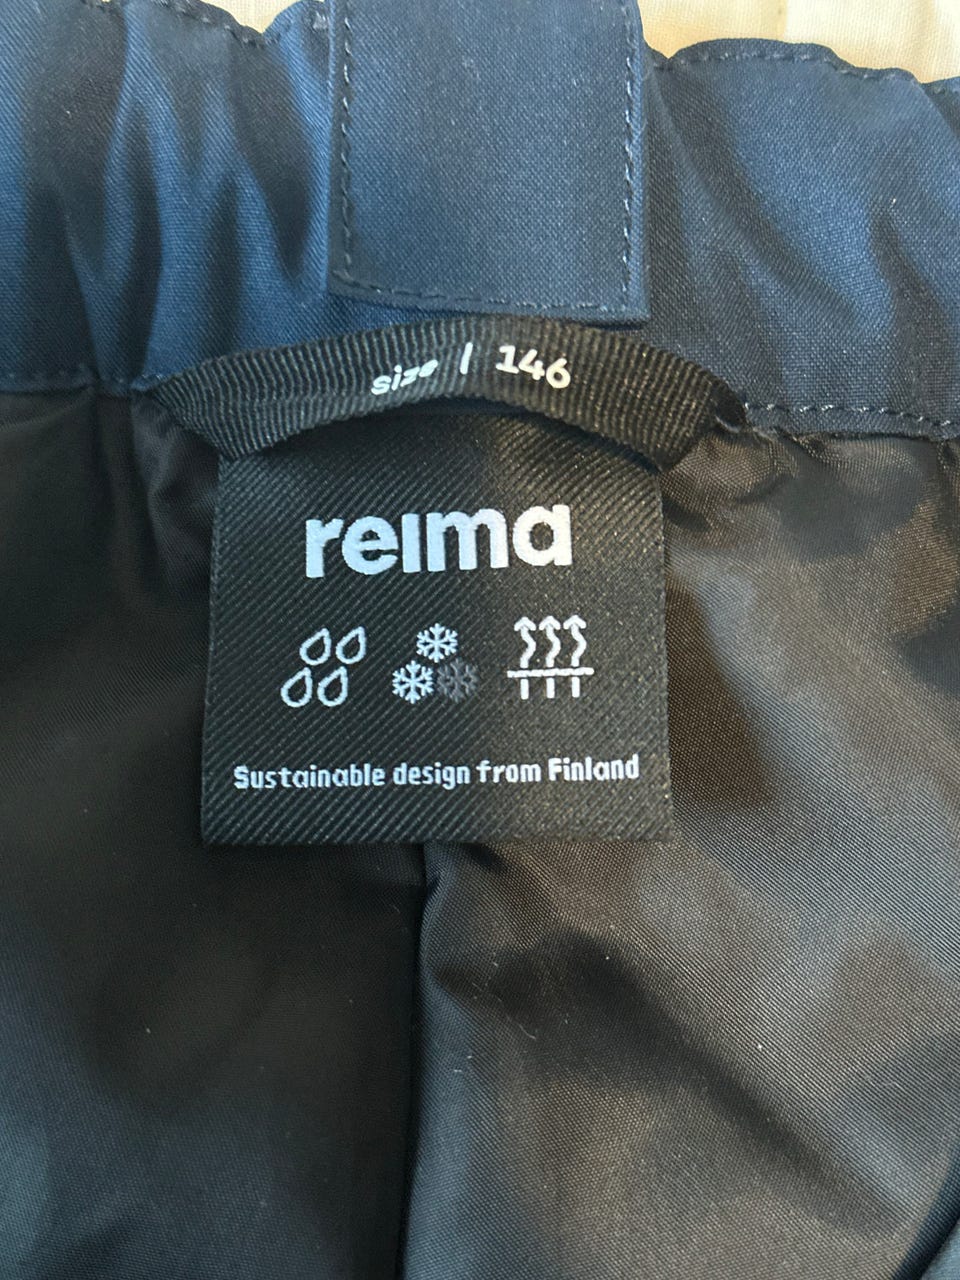 size | 146
reima
Sustainable design from Finland